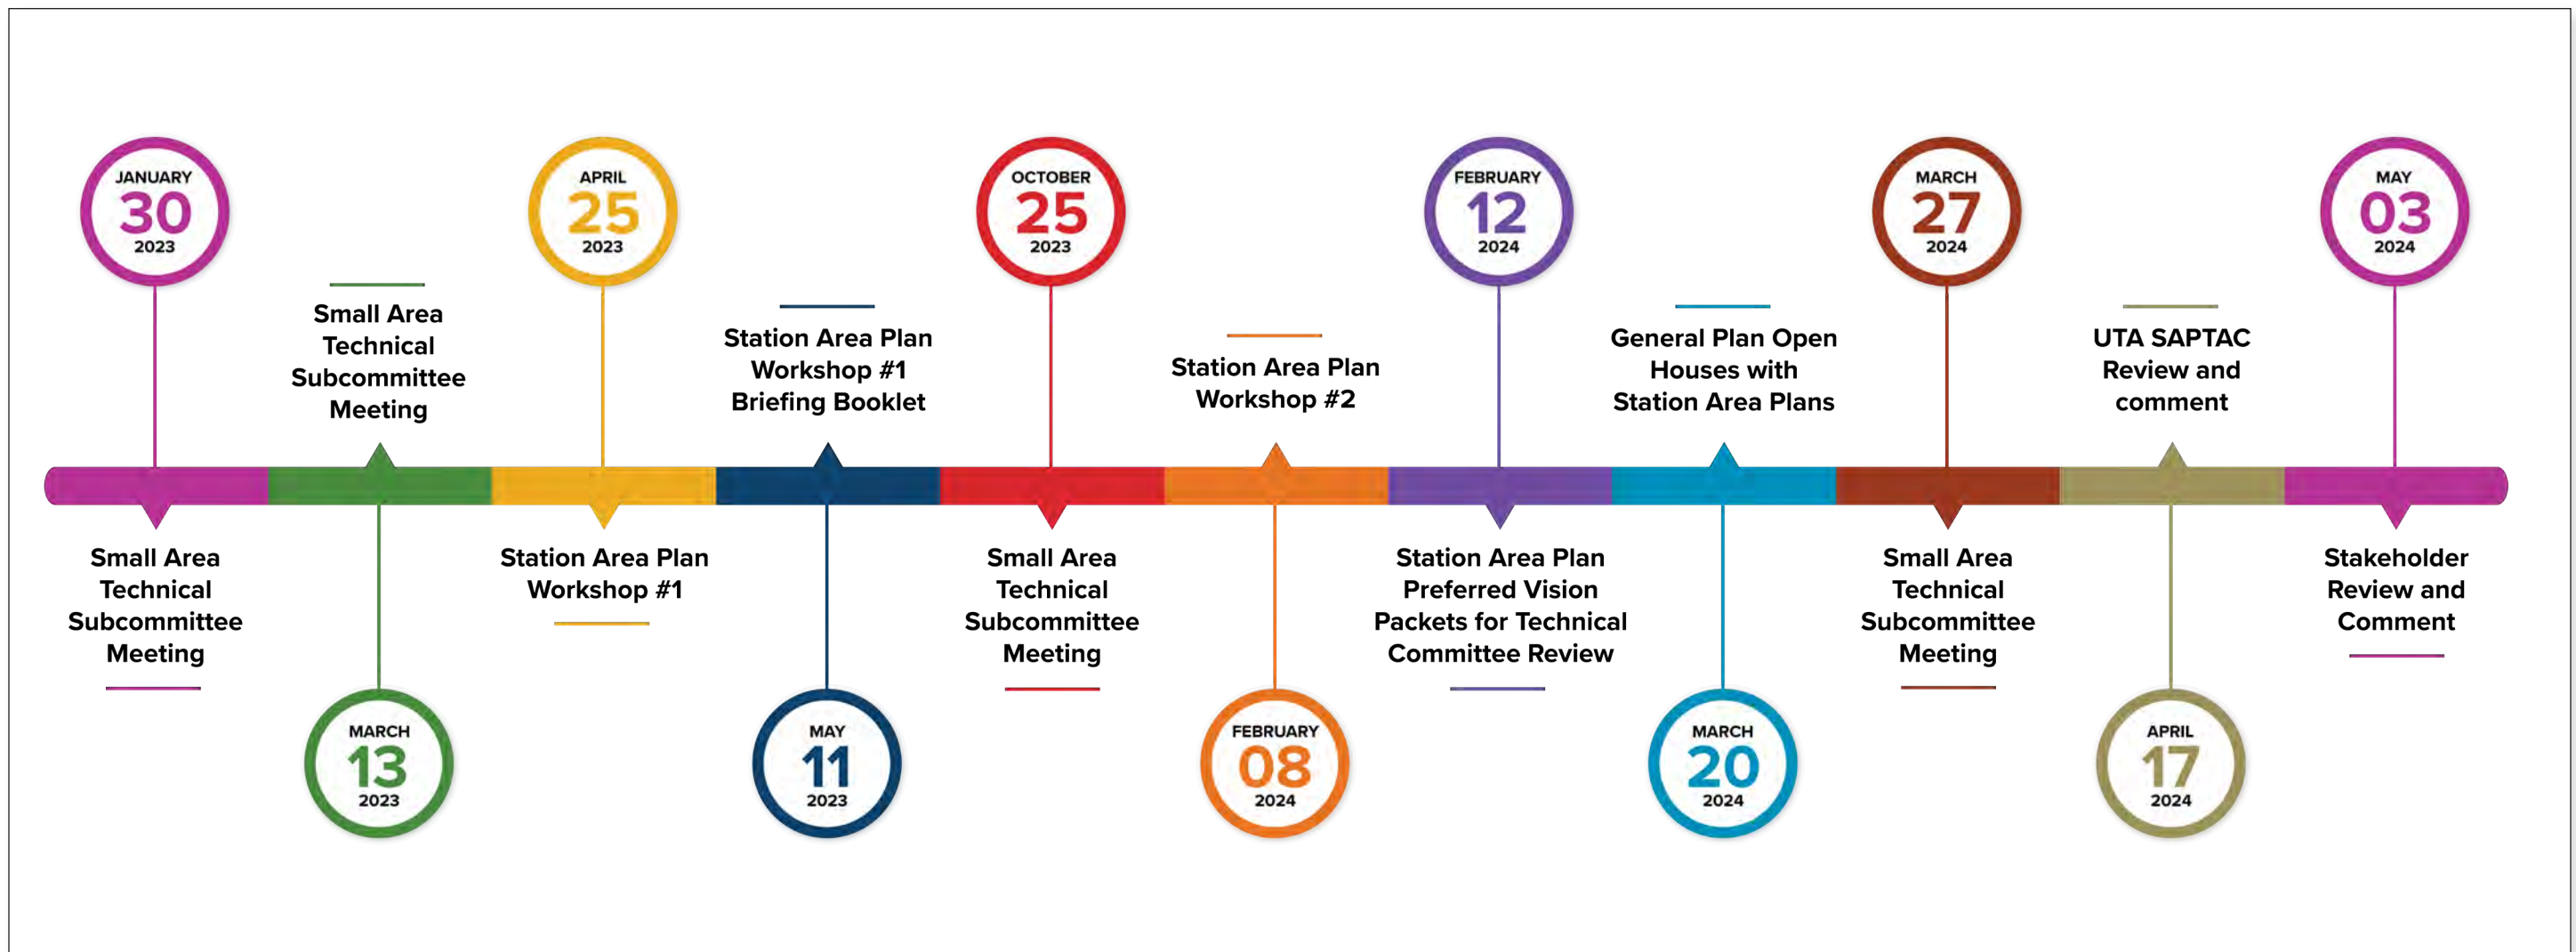 JANUARY
30
2023
Small Area
Technical
Subcommittee
Meeting
Small Area
Technical
Subcommittee
Meeting
MARCH
13
2023
APRIL
25
2023
Station Area Plan
Workshop #1
Station Area Plan
Workshop #1
Briefing Booklet
MAY
11
2023
OCTOBER
25
2023
Small Area
Technical
Subcommittee
Meeting
Station Area Plan
Workshop #2
FEBRUARY
08
2024
FEBRUARY
12
2024
Station Area Plan
Preferred Vision
Packets for Technical
Committee Review
General Plan Open
Houses with
Station Area Plans
MARCH
20
2024
MARCH
27
2024
Small Area
Technical
Subcommittee
Meeting
UTA SAPTAC
Review and
comment
APRIL
17
2024
MAY
03
2024
Stakeholder
Review and
Comment